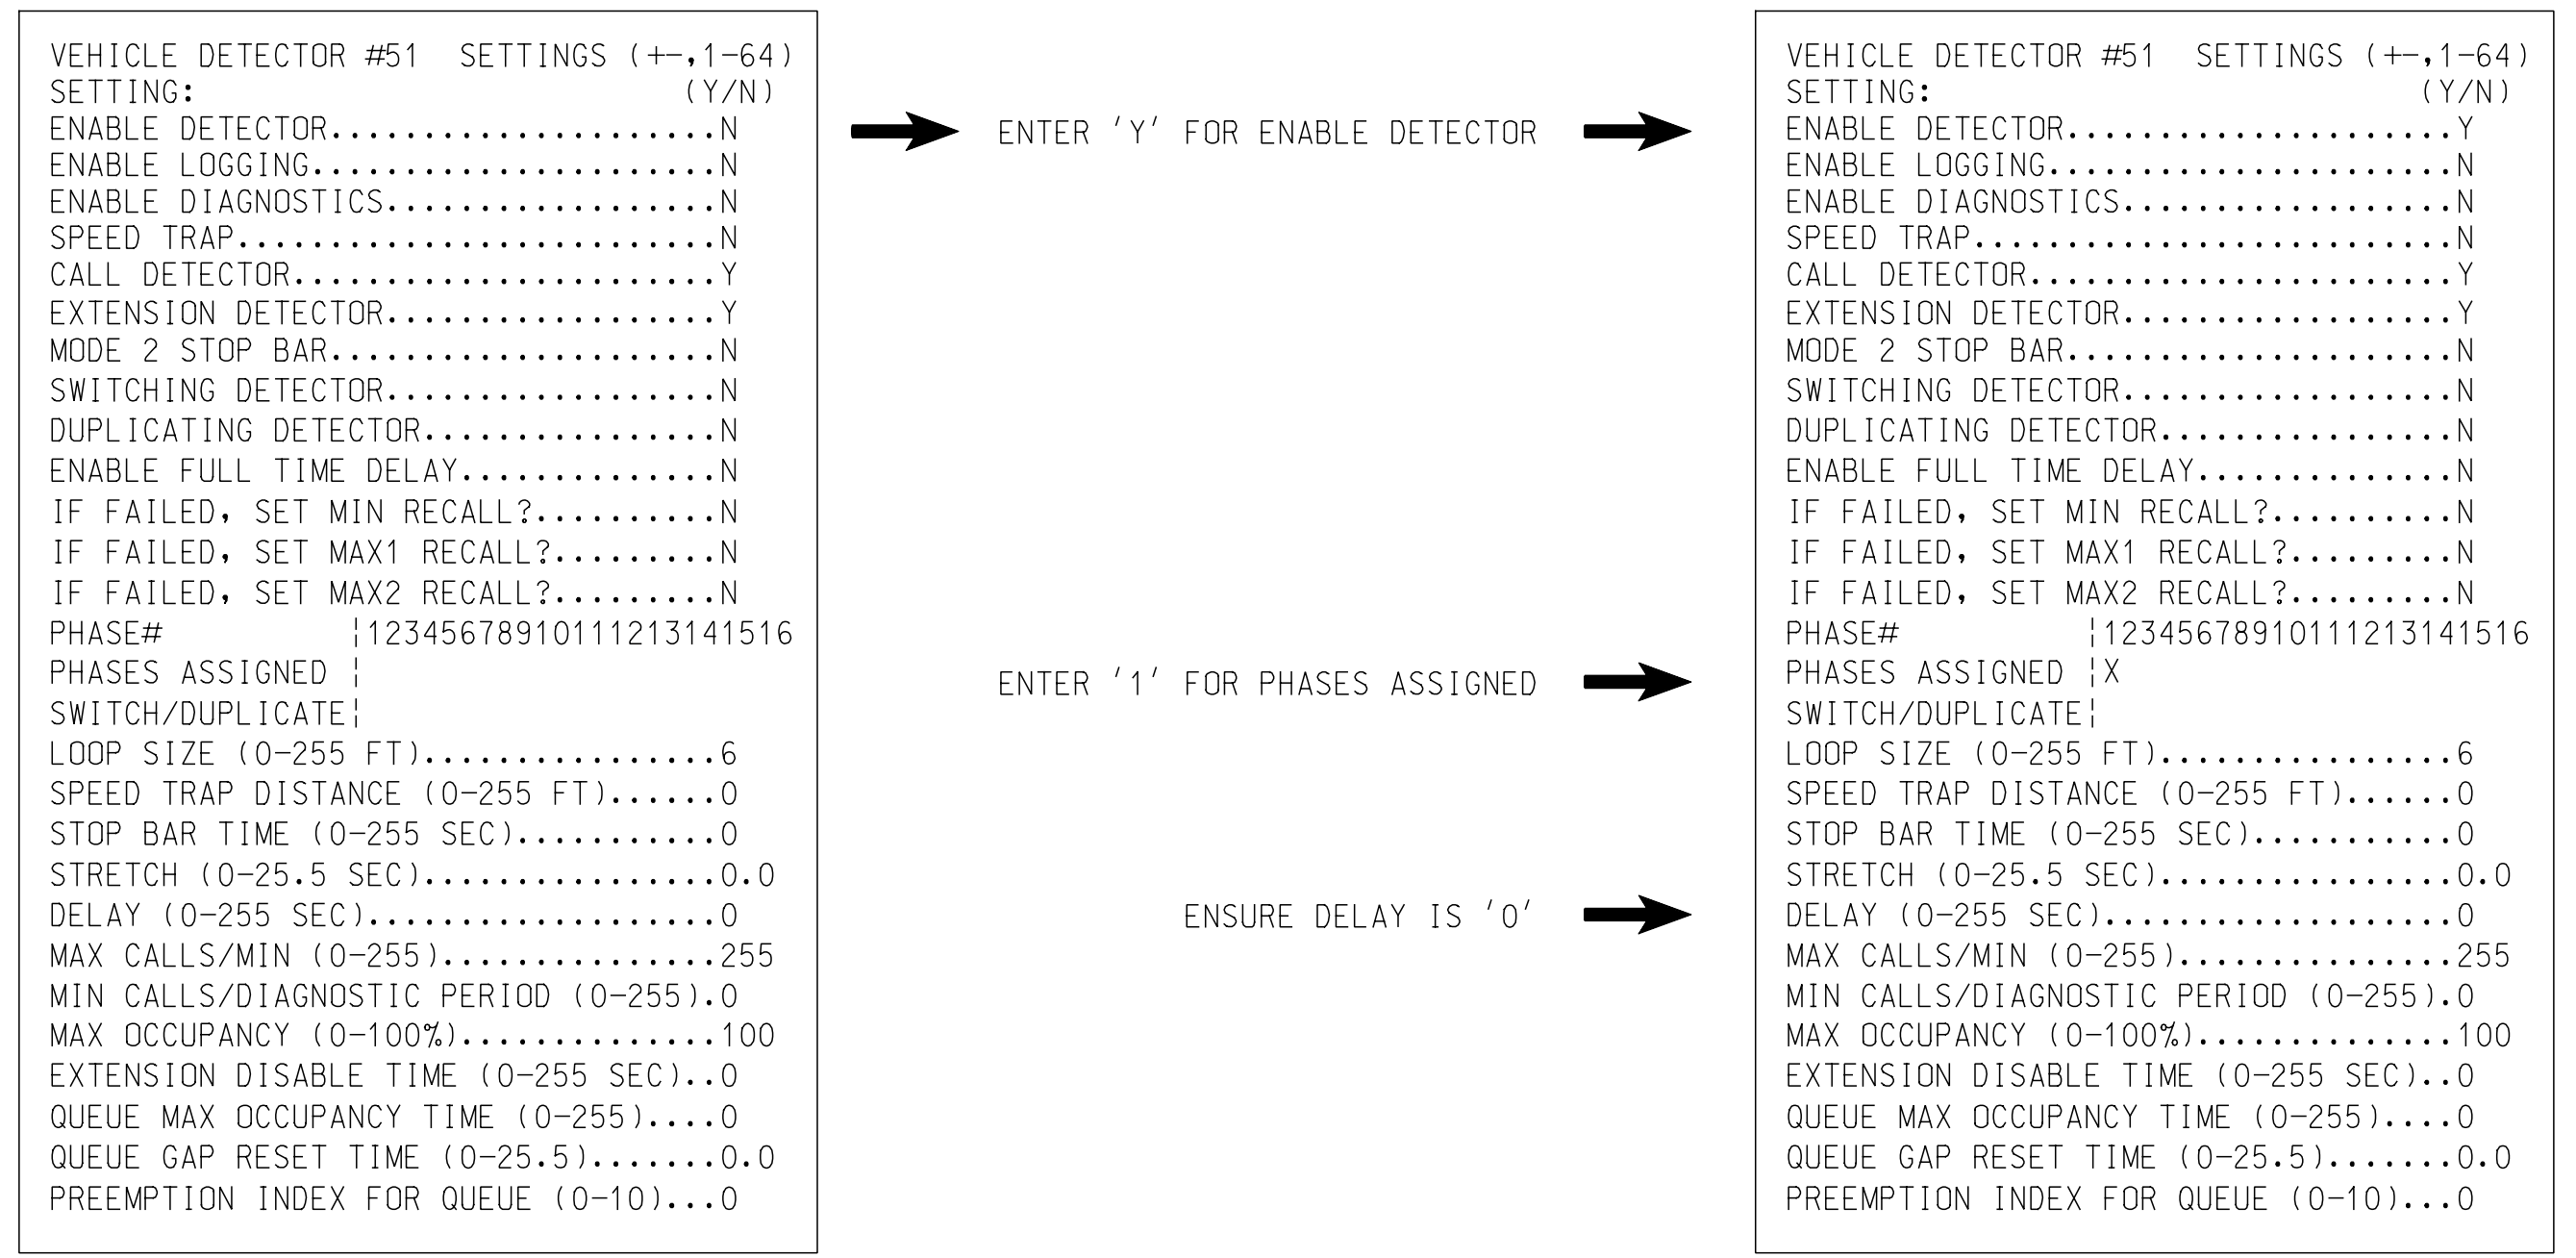 VEHICLE DETECTOR #51  SETTINGS (+-,1-64)
SETTING:                          (Y/N)
ENABLE DETECTOR.....................N
ENABLE LOGGING......................N
ENABLE DIAGNOSTICS..................N
SPEED TRAP..........................N
CALL DETECTOR.......................Y
EXTENSION DETECTOR..................Y
MODE 2 STOP BAR.....................N
SWITCHING DETECTOR..................N
DUPLICATING DETECTOR................N
ENABLE FULL TIME DELAY..............N
IF FAILED, SET MIN RECALL?..........N
IF FAILED, SET MAX1 RECALL?.........N
IF FAILED, SET MAX2 RECALL?.........N
PHASE#          ¦12345678910111213141516
PHASES ASSIGNED ¦
SWITCH/DUPLICATE¦
LOOP SIZE (0-255 FT)................6
SPEED TRAP DISTANCE (0-255 FT)......0
STOP BAR TIME (0-255 SEC)...........0
STRETCH (0-25.5 SEC)................0.0
DELAY (0-255 SEC)...................0
MAX CALLS/MIN (0-255)...............255
MIN CALLS/DIAGNOSTIC PERIOD (0-255).0
MAX OCCUPANCY (0-100%)..............100
EXTENSION DISABLE TIME (0-255 SEC)..0
QUEUE MAX OCCUPANCY TIME (0-255)....0
QUEUE GAP RESET TIME (0-25.5).......0.0
PREEMPTION INDEX FOR QUEUE (0-10)...0
ENTER 'Y' FOR ENABLE DETECTOR
ENTER '1' FOR PHASES ASSIGNED
ENSURE DELAY IS '0'
VEHICLE DETECTOR #51  SETTINGS (+-,1-64)
SETTING:                          (Y/N)
ENABLE DETECTOR.....................Y
ENABLE LOGGING......................N
ENABLE DIAGNOSTICS..................N
SPEED TRAP..........................N
CALL DETECTOR.......................Y
EXTENSION DETECTOR..................Y
MODE 2 STOP BAR.....................N
SWITCHING DETECTOR..................N
DUPLICATING DETECTOR................N
ENABLE FULL TIME DELAY..............N
IF FAILED, SET MIN RECALL?..........N
IF FAILED, SET MAX1 RECALL?.........N
IF FAILED, SET MAX2 RECALL?.........N
PHASE#          ¦12345678910111213141516
PHASES ASSIGNED ¦X
SWITCH/DUPLICATE¦
LOOP SIZE (0-255 FT)................6
SPEED TRAP DISTANCE (0-255 FT)......0
STOP BAR TIME (0-255 SEC)...........0
STRETCH (0-25.5 SEC)................0.0
DELAY (0-255 SEC)...................0
MAX CALLS/MIN (0-255)...............255
MIN CALLS/DIAGNOSTIC PERIOD (0-255).0
MAX OCCUPANCY (0-100%)..............100
EXTENSION DISABLE TIME (0-255 SEC)..0
QUEUE MAX OCCUPANCY TIME (0-255)....0
QUEUE GAP RESET TIME (0-25.5).......0.0
PREEMPTION INDEX FOR QUEUE (0-10)...0